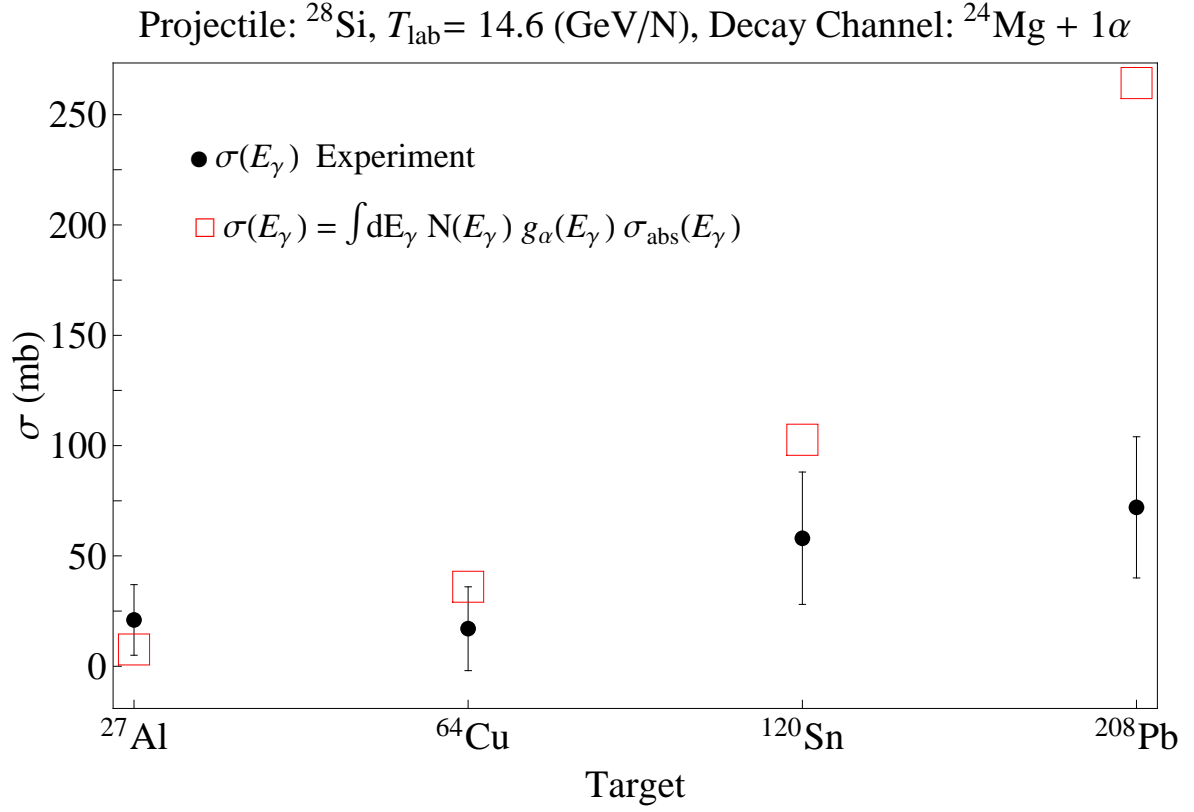 Projectile: ²⁸Si, T_lab= 14.6 (GeV/N), Decay Channel: ²⁴Mg + 1α
250
200
150
100
50
0
σ (mb)
● σ(E_γ) Experiment
□ σ(E_γ) = ∫dE_γ N(E_γ) g_α(E_γ) σ_abs(E_γ)
²⁷Al ⁶⁴Cu ¹²⁰Sn ²⁰⁸Pb
Target